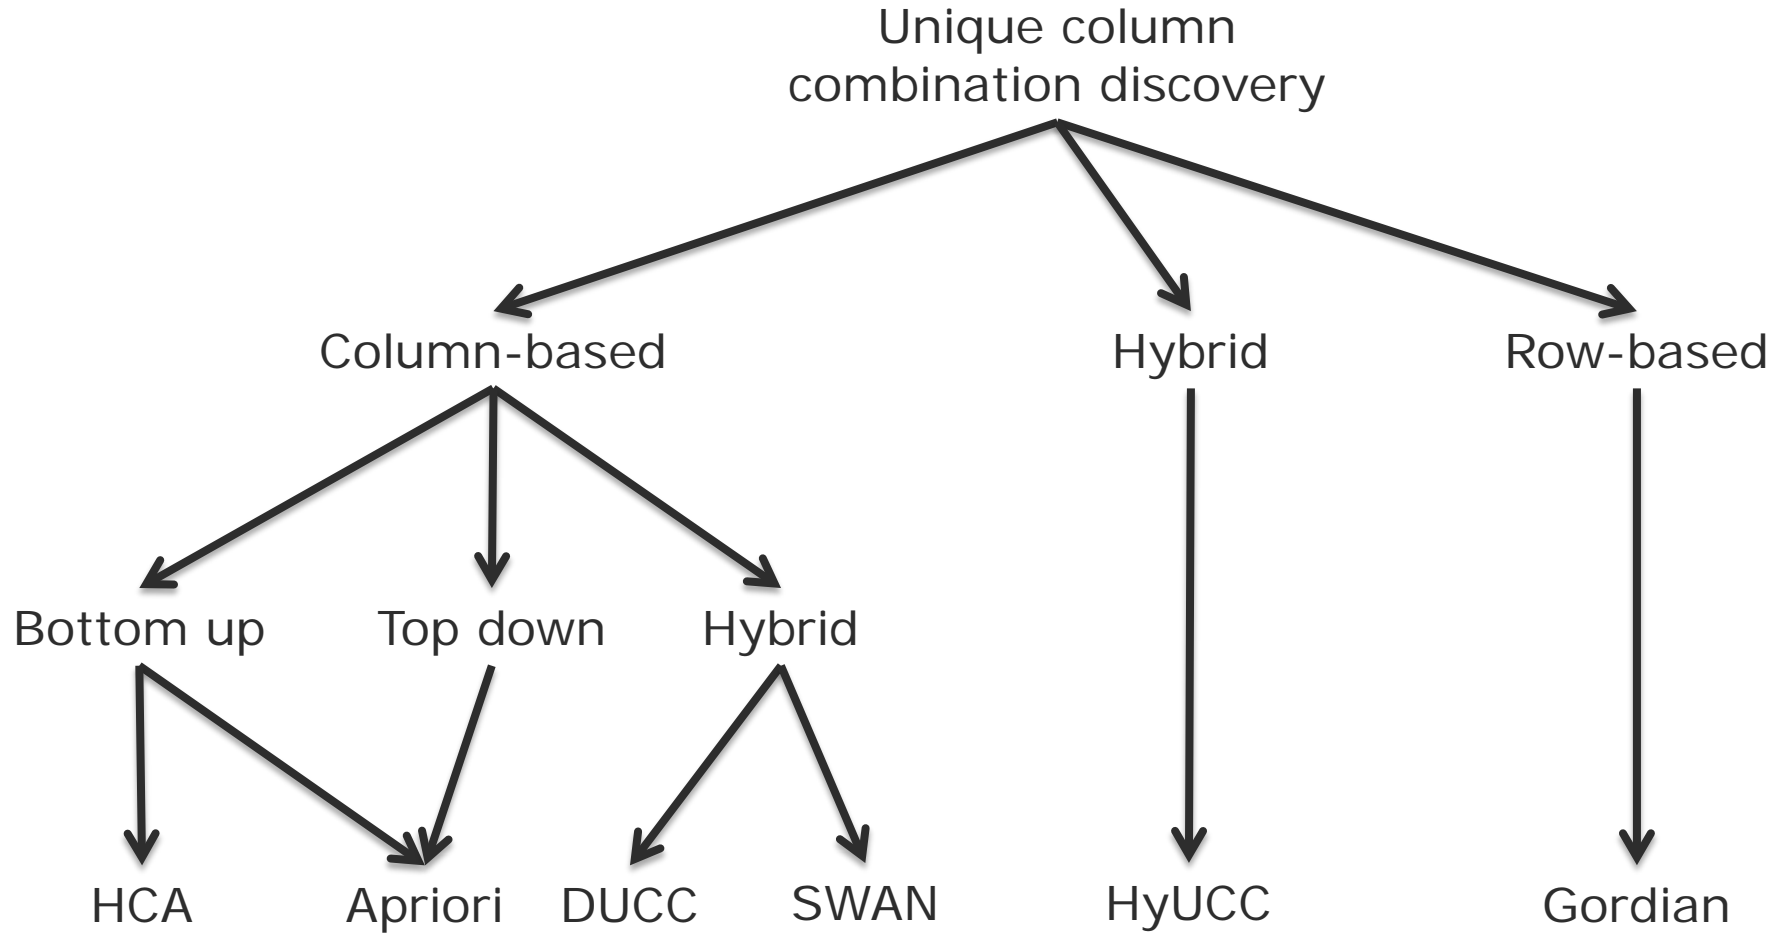 Unique column
combination discovery
Column-based
Hybrid
Row-based
Bottom up
Top down
Hybrid
HCA
Apriori
DUCC
SWAN
HyUCC
Gordian